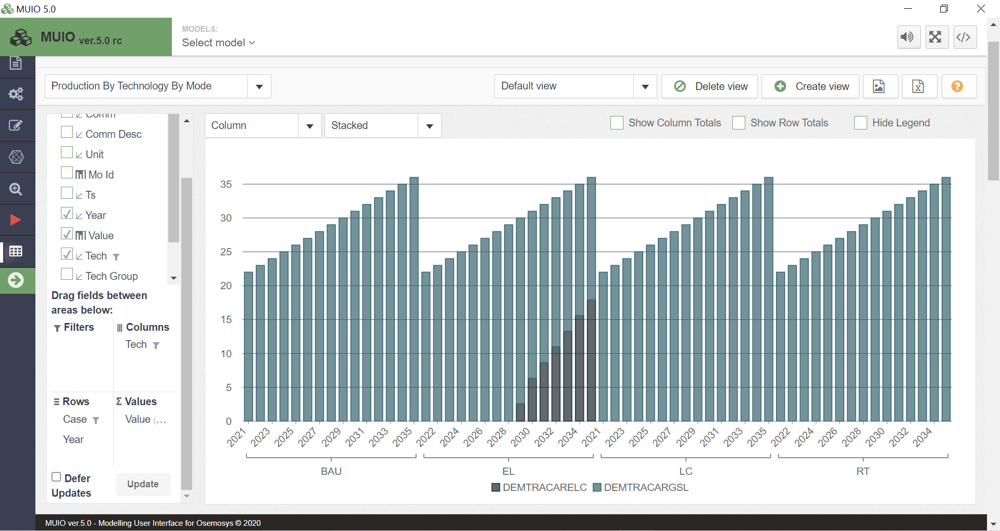 MUIO 5.0
MUIO ver.5.0 rc
MODELS:
Select model
Production By Technology By Mode
Default view
Delete view
Create view
Comm
Comm Desc
Unit
Mo Id
Ts
Year
Value
Tech
Tech Group
Drag fields between
areas below:
Filters
Columns
Tech
Rows
Values
Case
Value (...
Year
Defer
Updates
Update
Column
Stacked
Show Column Totals
Show Row Totals
Hide Legend
35
30
25
20
15
10
5
0
2021 2023 2025 2027 2029 2031 2033 2035 2022 2024 2026 2028 2030 2032 2034 2021 2023 2025 2027 2029 2031 2033 2035 2022 2024 2026 2028 2030 2032 2034
BAU EL LC RT
DEMTRACARELC DEMTRACARGSL
MUIO ver.5.0 - Modelling User Interface for Osemosys © 2020